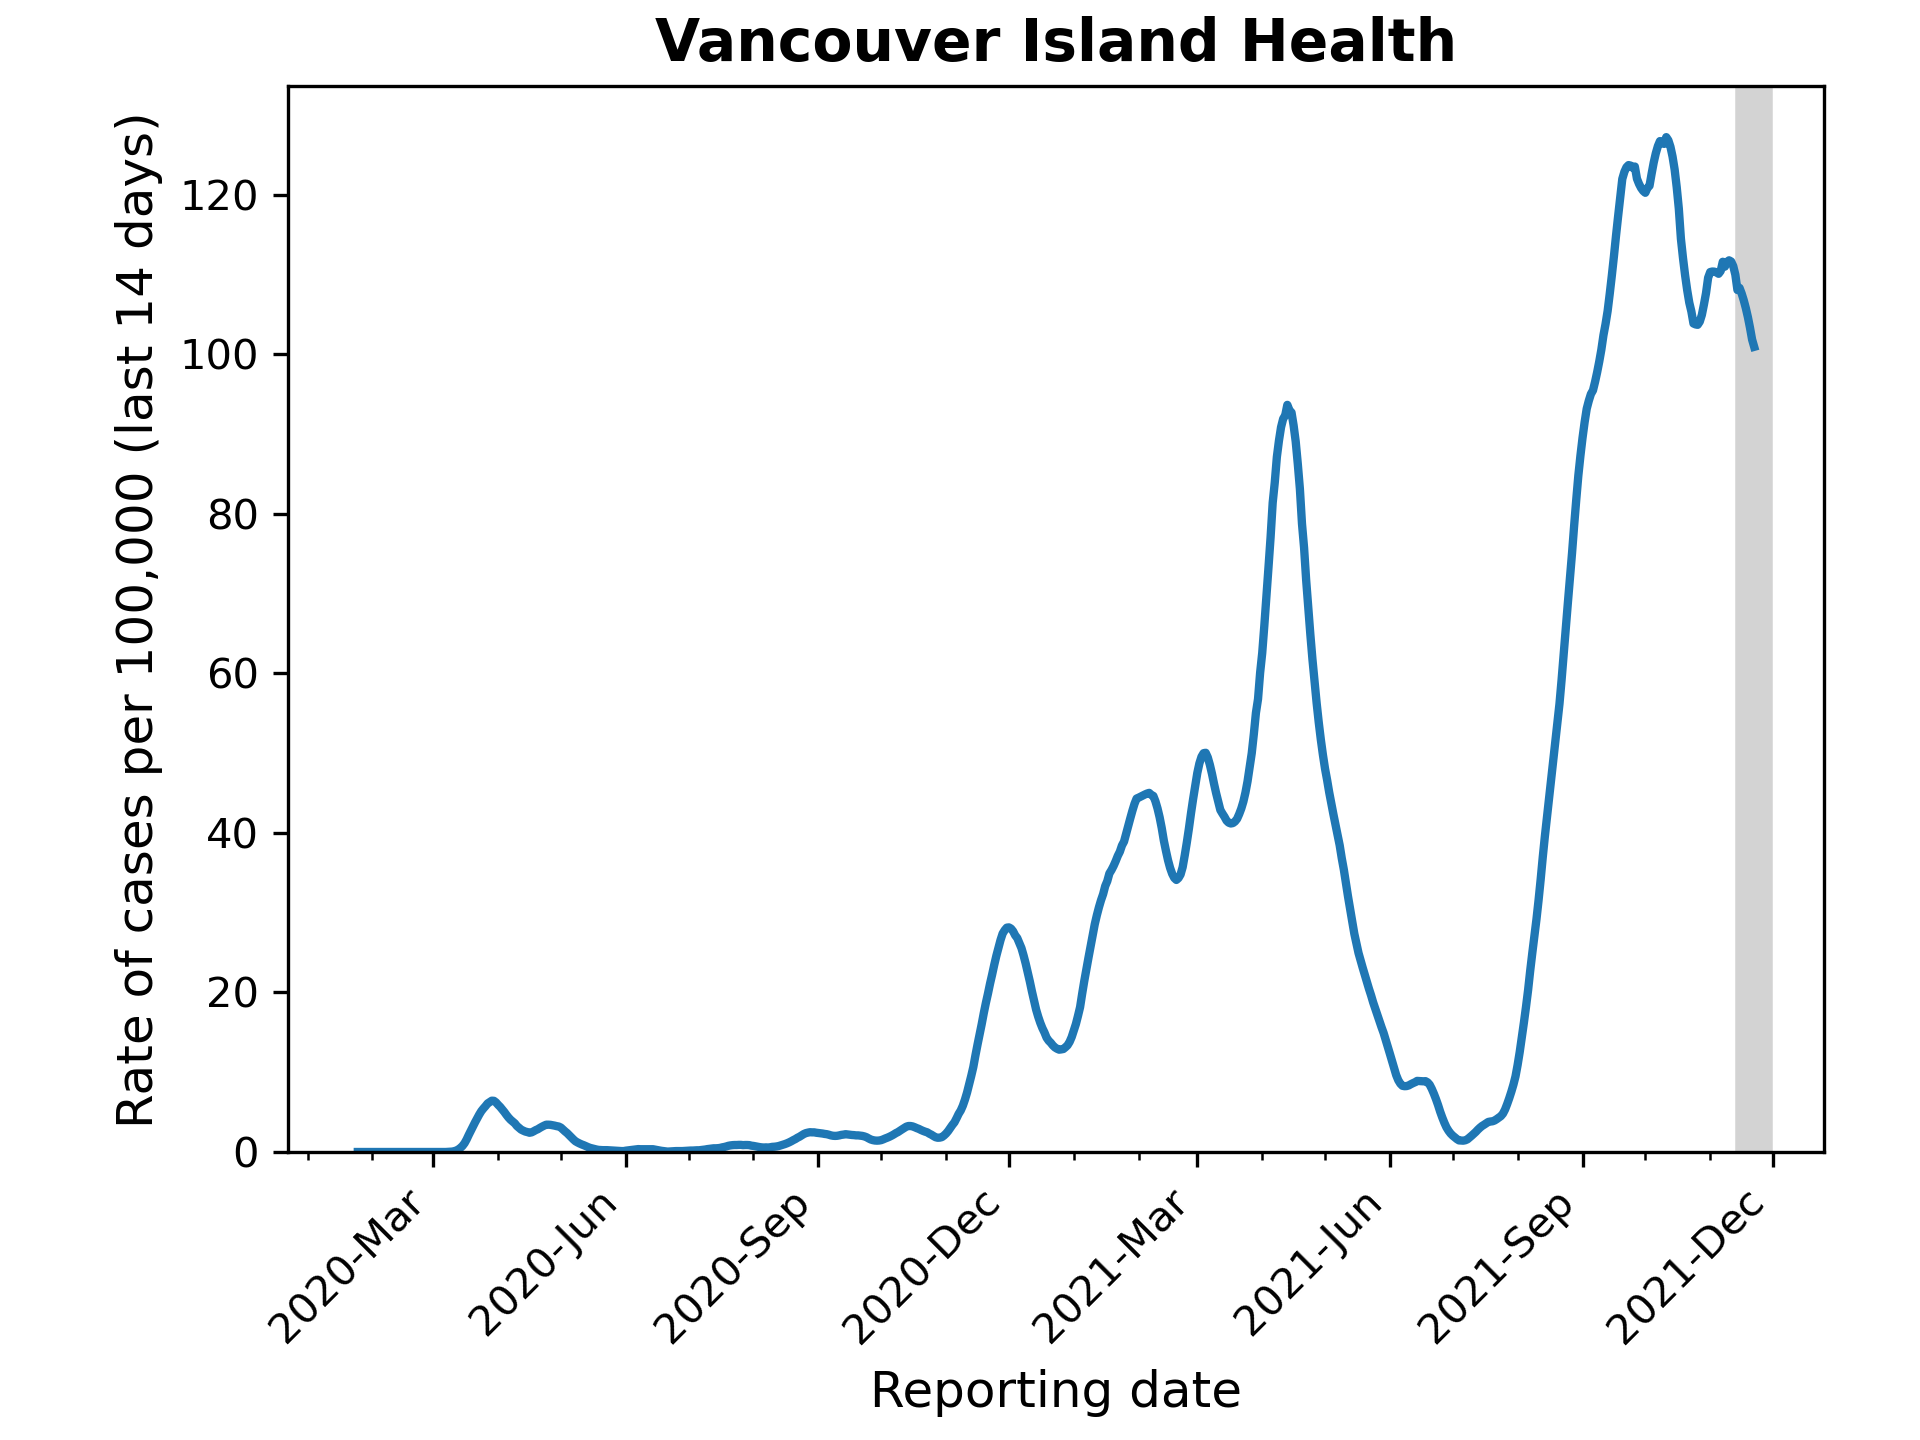 Vancouver Island Health
Rate of cases per 100,000 (last 14 days)
120
100
80
60
40
20
0
2020-Mar
2020-Jun
2020-Sep
2020-Dec
2021-Mar
2021-Jun
2021-Sep
2021-Dec
Reporting date